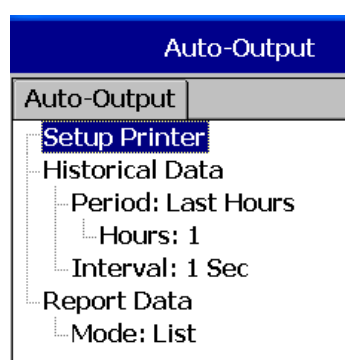 Auto-Output
Auto-Output
Setup Printer
Historical Data
Period: Last Hours
Hours: 1
Interval: 1 Sec
Report Data
Mode: List